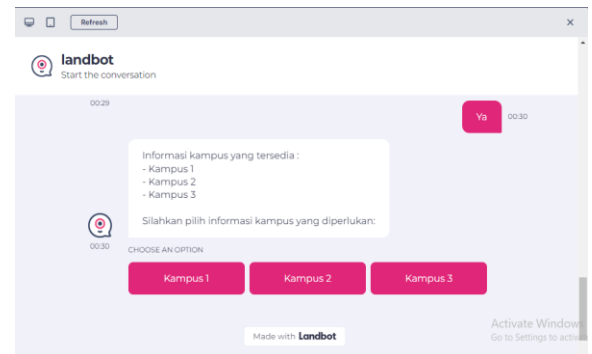 Refresh
landbot
Start the conversation
00:29
Ya
00:30
Informasi kampus yang tersedia :
- Kampus 1
- Kampus 2
- Kampus 3
Silahkan pilih informasi kampus yang diperlukan:
00:30
CHOOSE AN OPTION
Kampus 1
Kampus 2
Kampus 3
Made with Landbot
Activate Windows
Go to Settings to